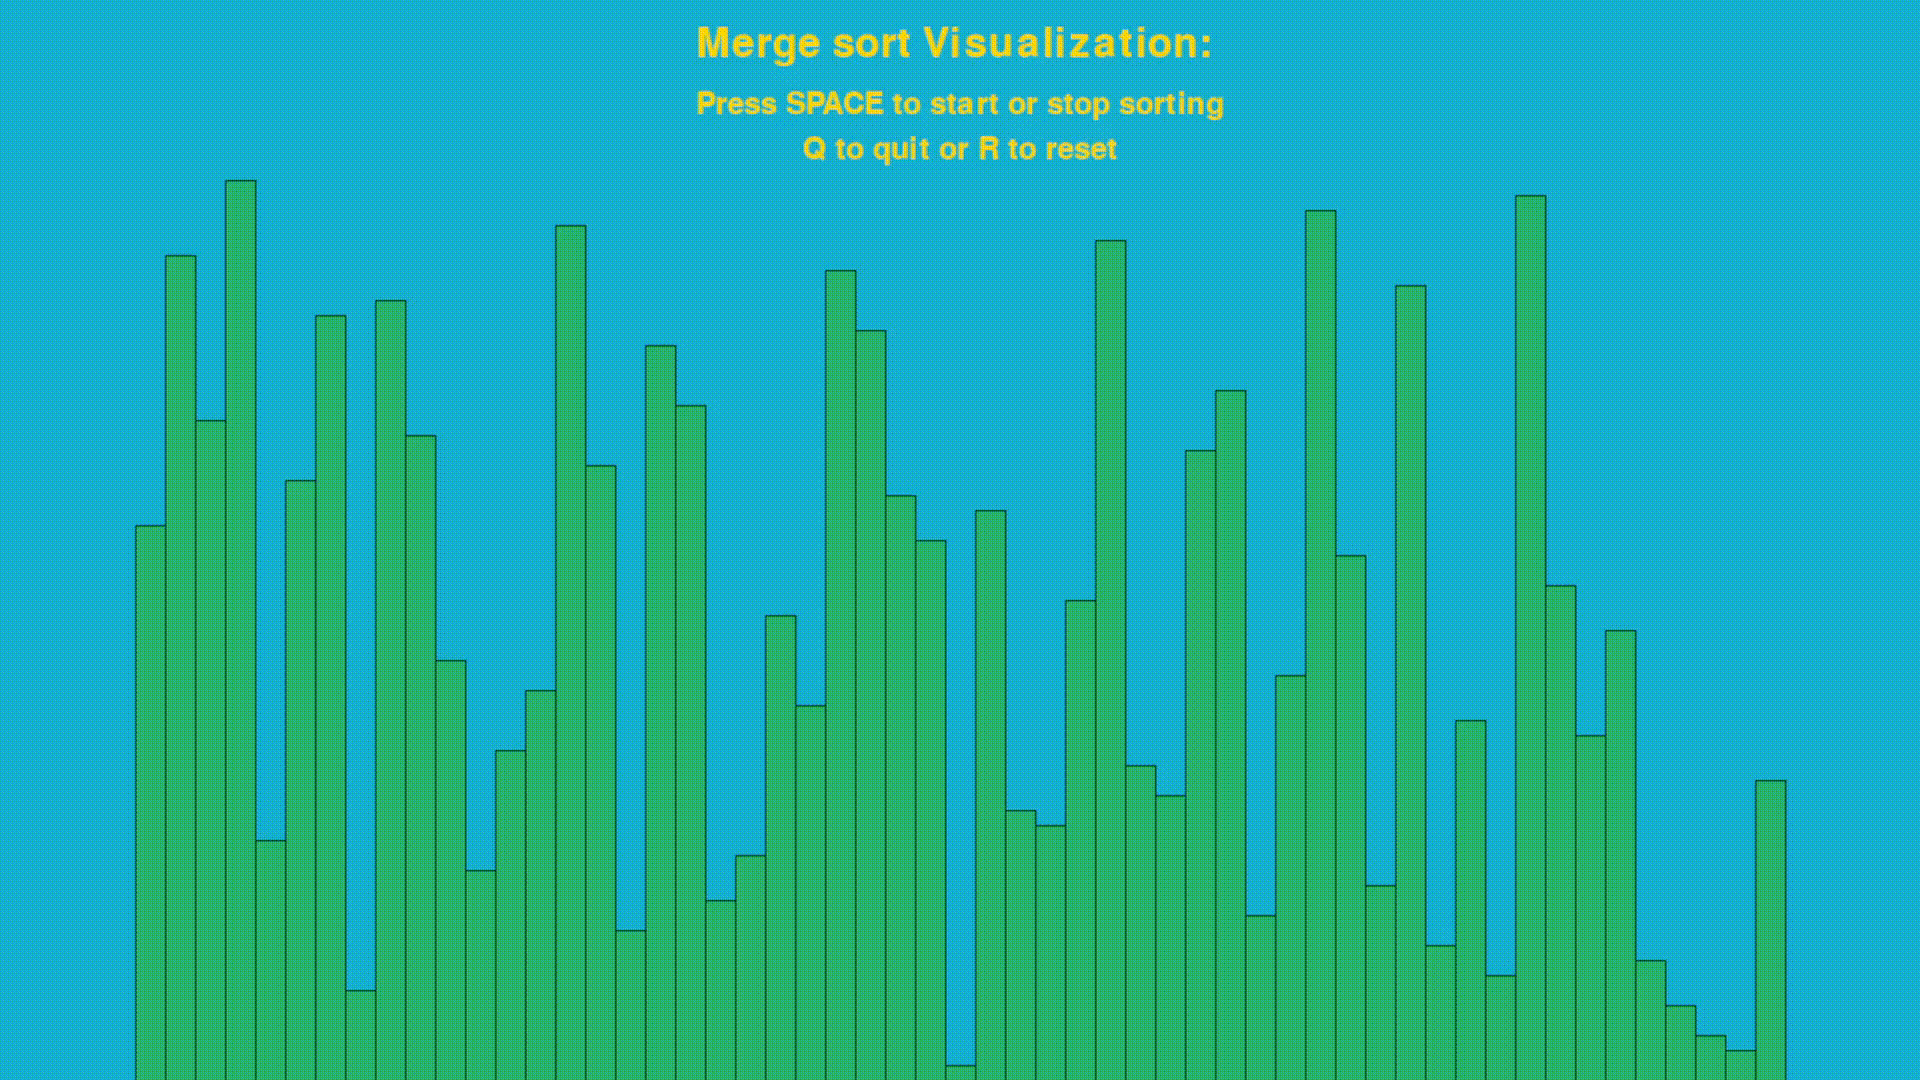 Merge sort Visualization:
Press SPACE to start or stop sorting
Q to quit or R to reset